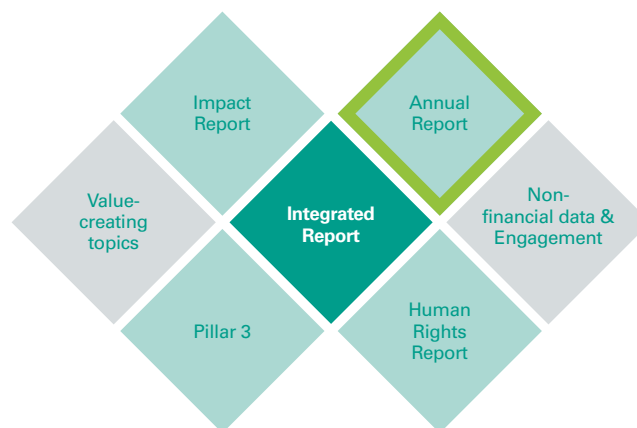 Impact
Report
Annual
Report
Value-
creating
topics
Integrated
Report
Non-
financial data &
Engagement
Pillar 3
Human
Rights
Report